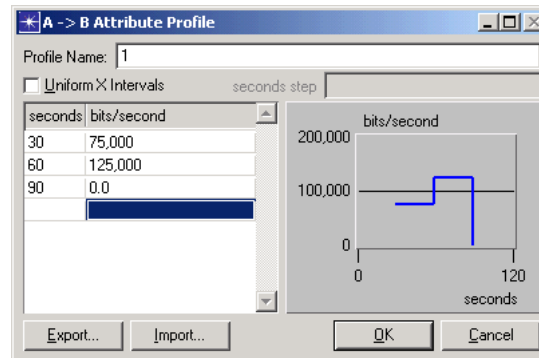 A -> B Attribute Profile
Profile Name: 1
Uniform X Intervals
seconds step
seconds bits/second
30 75,000
60 125,000
90 0.0
bits/second
200,000
100,000
0
0 120
seconds
Export... Import... OK Cancel